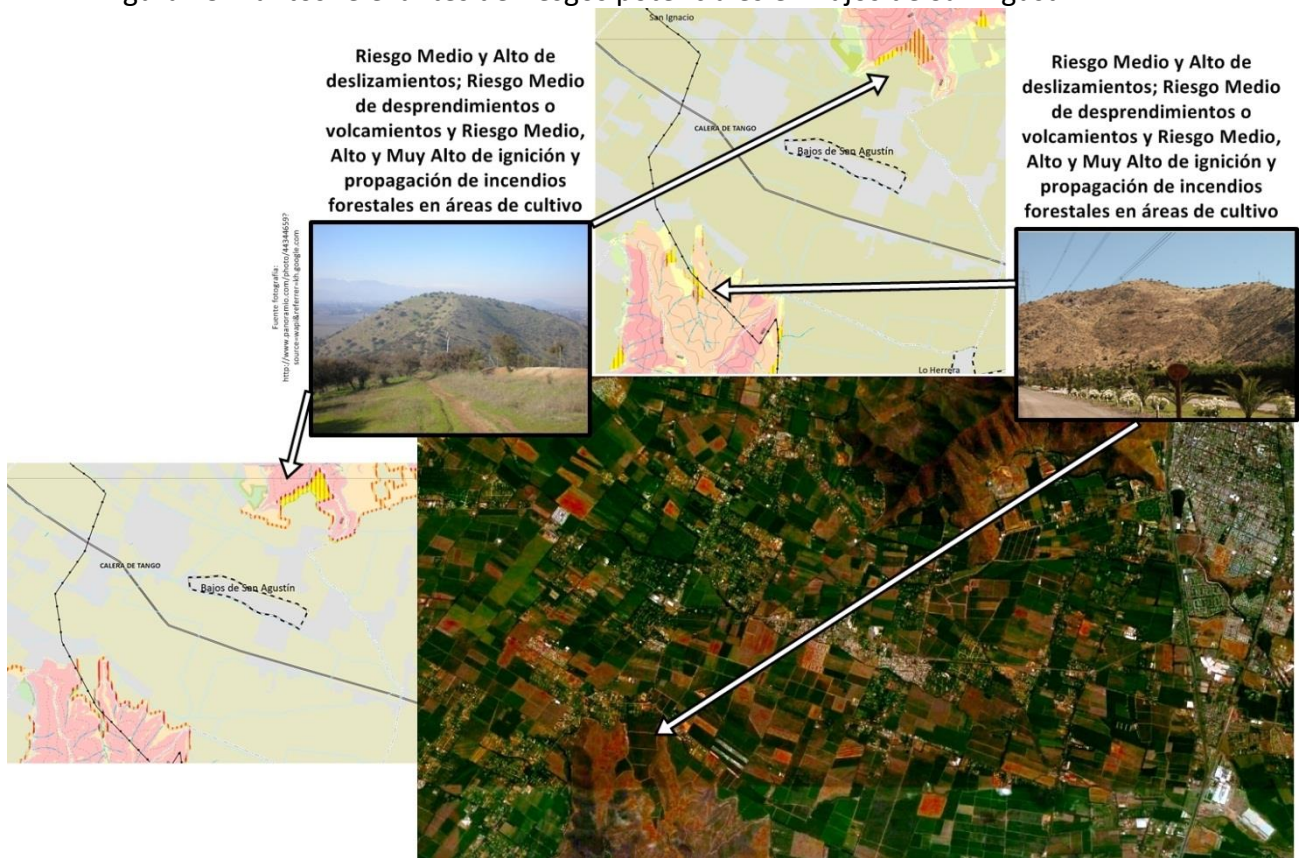 San Ignacio
Riesgo Medio y Alto de
deslizamientos; Riesgo Medio
de desprendimientos o
volcamientos y Riesgo Medio,
Alto y Muy Alto de ignición y
propagación de incendios
forestales en áreas de cultivo
CALERA DE TANGO
Bajos de San Agustín
Lo Herrera
Riesgo Medio y Alto de
deslizamientos; Riesgo Medio
de desprendimientos o
volcamientos y Riesgo Medio,
Alto y Muy Alto de ignición y
propagación de incendios
forestales en áreas de cultivo
Fuente fotografía:
http://www.panoramio.com/photo/44344659?
source=wapi&referrer=kh.google.com
CALERA DE TANGO
Bajos de San Agustín